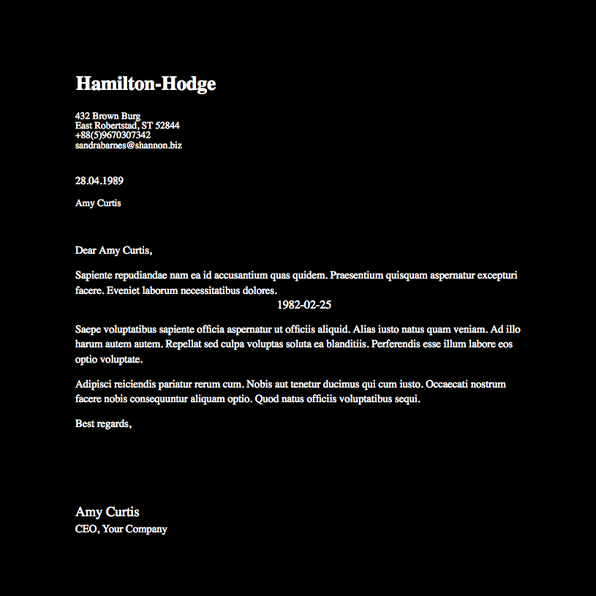 Hamilton-Hodge
432 Brown Burg
East Robertstad, ST 52844
+88(5)9670307342
sandrabarnes@shannon.biz
28.04.1989
Amy Curtis
Dear Amy Curtis,
Sapiente repudiandae nam ea id accusantium quas quidem. Praesentium quisquam aspernatur excepturi
facere. Eveniet laborum necessitatibus dolores.
1982-02-25
Saepe voluptatibus sapiente officia aspernatur ut officiis aliquid. Alias iusto natus quam veniam. Ad illo
harum autem autem. Repellat sed culpa voluptas soluta ea blanditiis. Perferendis esse illum labore eos
optio voluptate.
Adipisci reiciendis pariatur rerum cum. Nobis aut tenetur ducimus qui cum iusto. Occaecati nostrum
facere nobis consequuntur aliquam optio. Quod natus officiis voluptatibus sequi.
Best regards,
Amy Curtis
CEO, Your Company